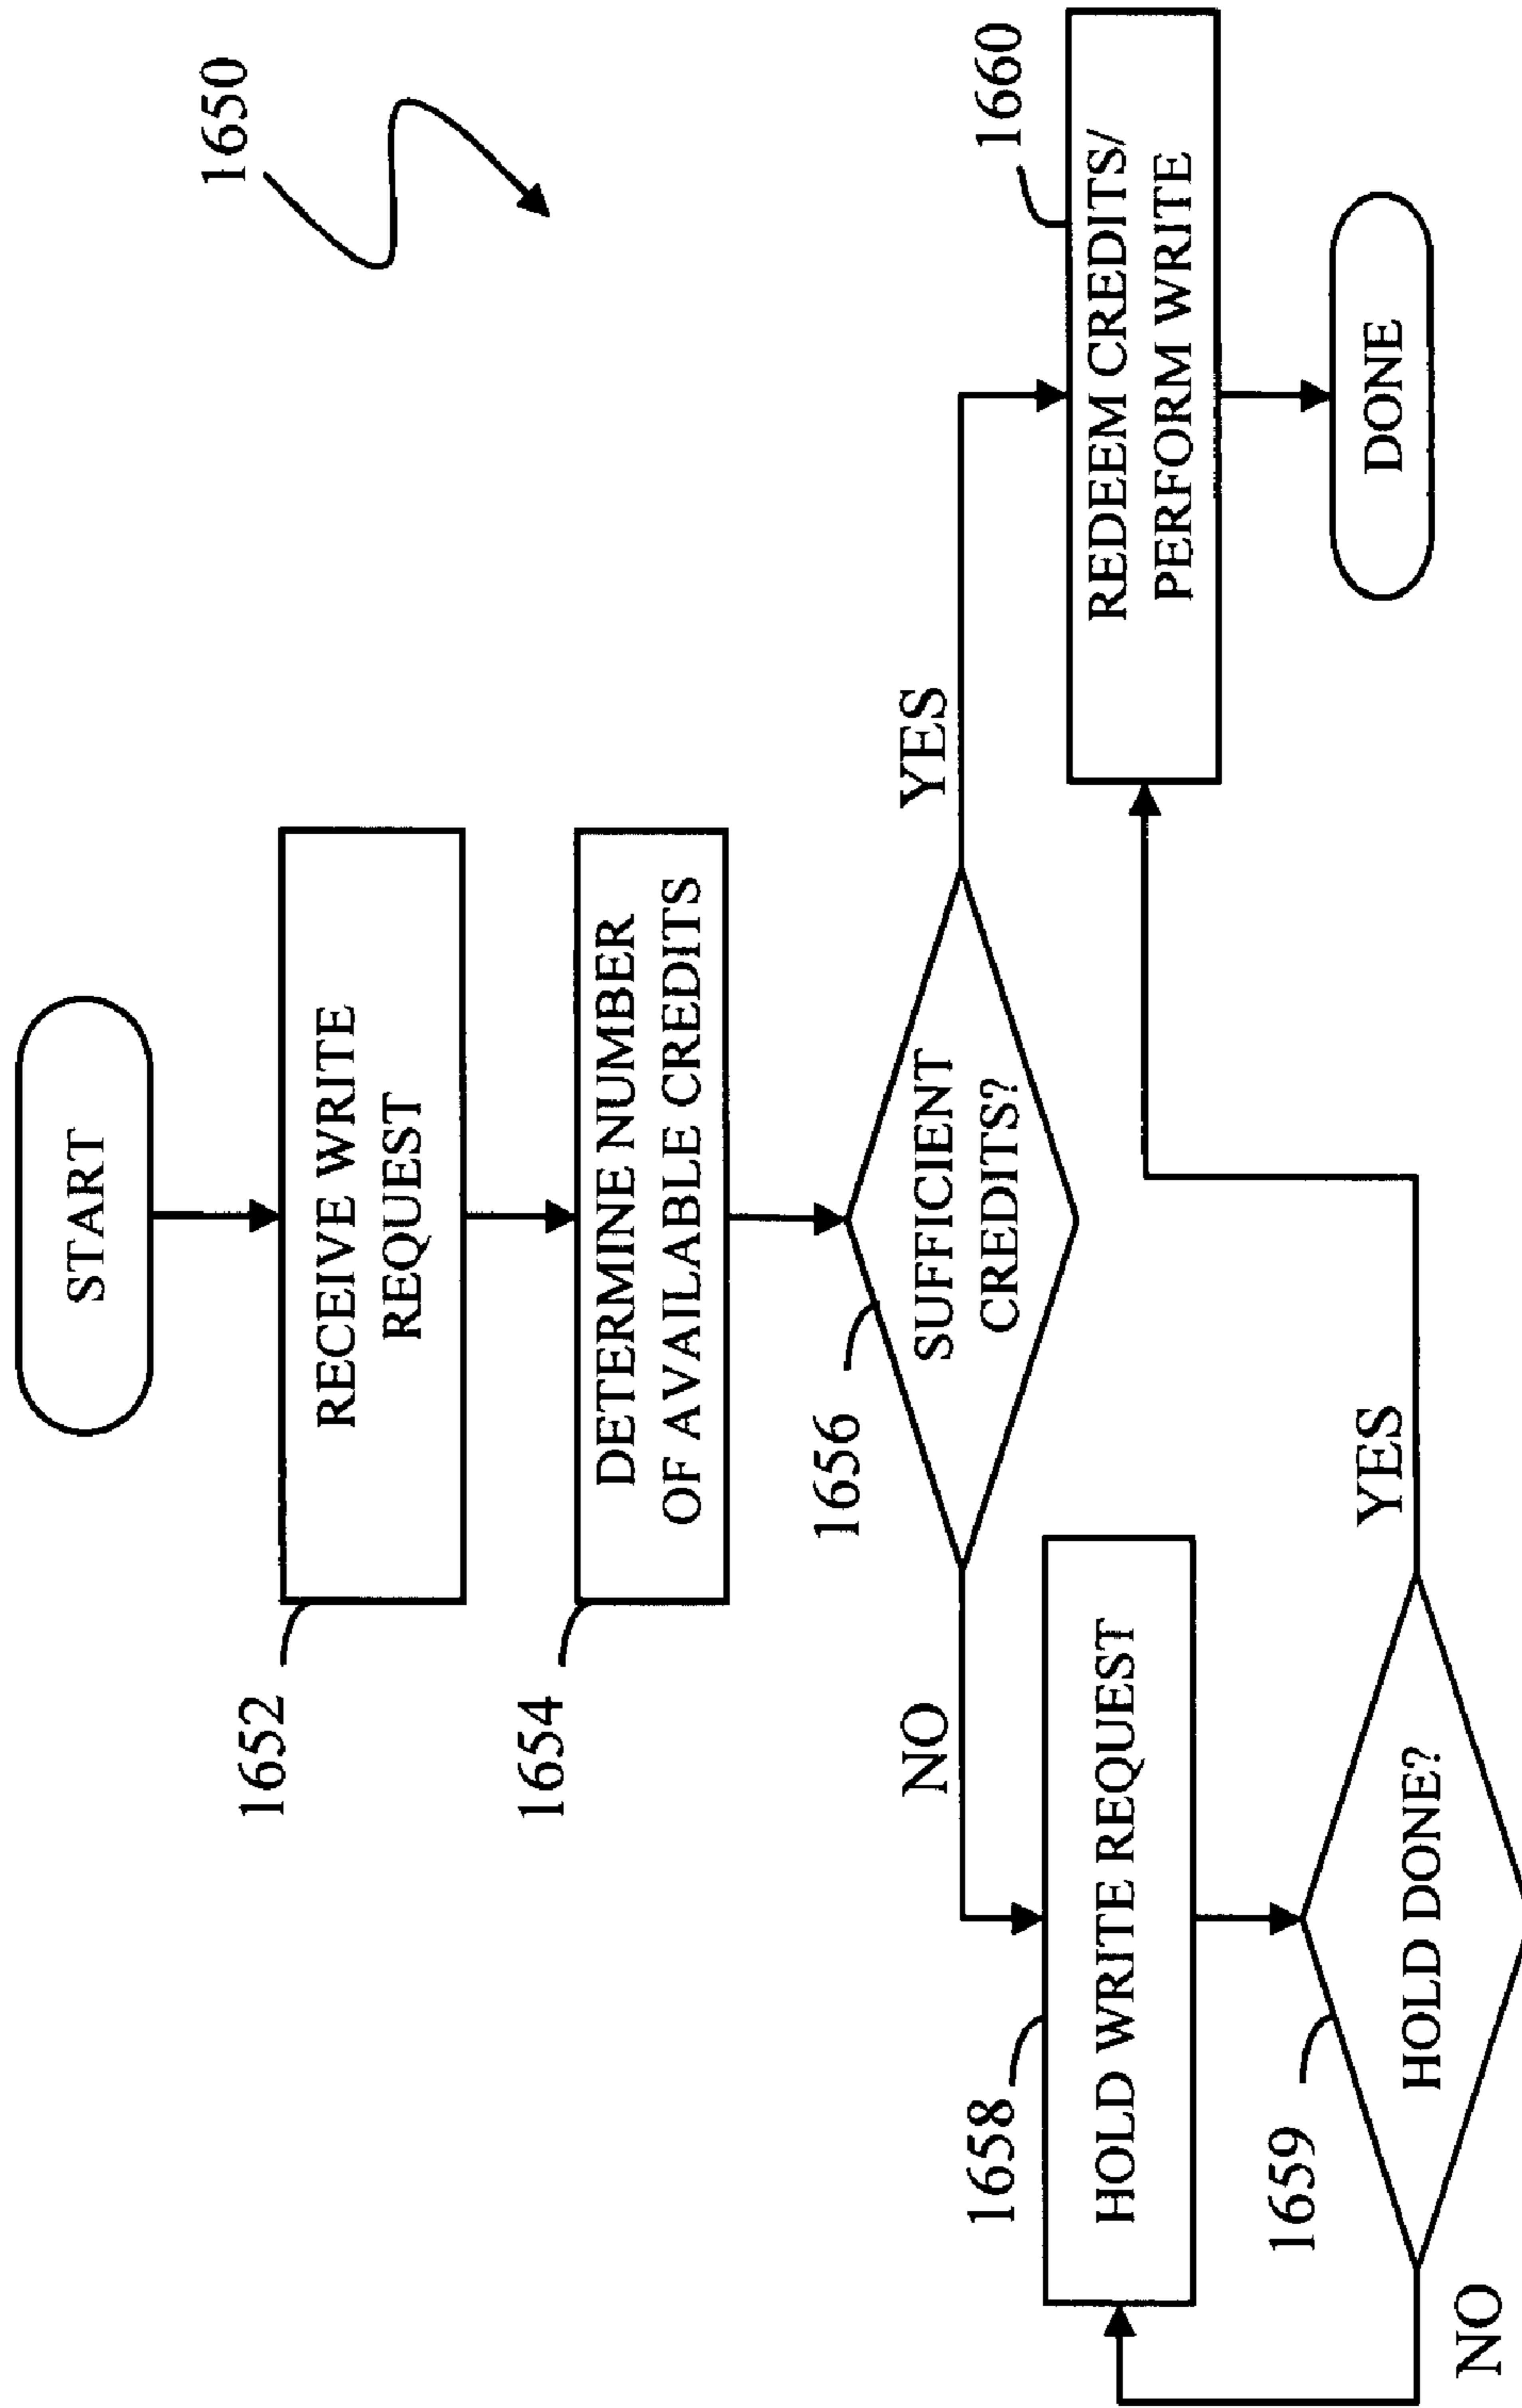 START
1650
1652
RECEIVE WRITE
REQUEST
1654
DETERMINE NUMBER
OF AVAILABLE CREDITS
1656
SUFFICIENT
CREDITS?
NO
YES
1658
HOLD WRITE REQUEST
1660
REDEEM CREDITS/
PERFORM WRITE
1659
HOLD DONE?
YES
NO
DONE